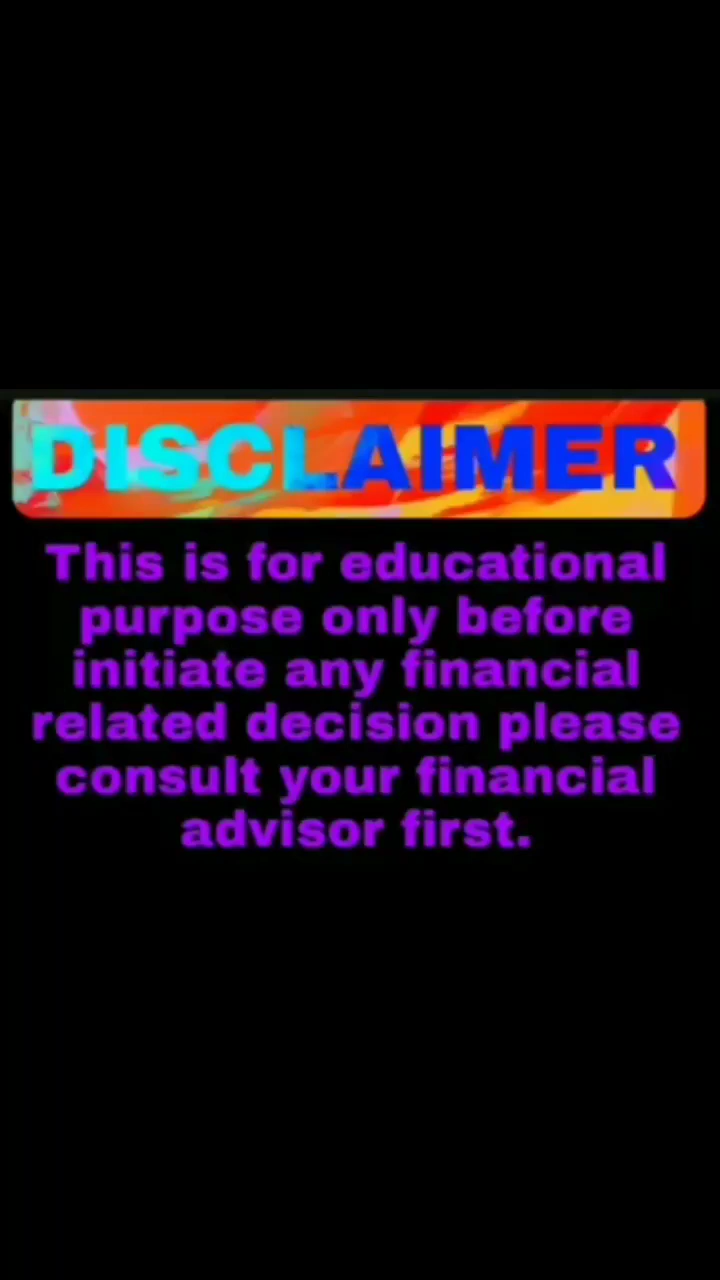 DISCLAIMER
This is for educational
purpose only before
initiate any financial
related decision please
consult your financial
advisor first.